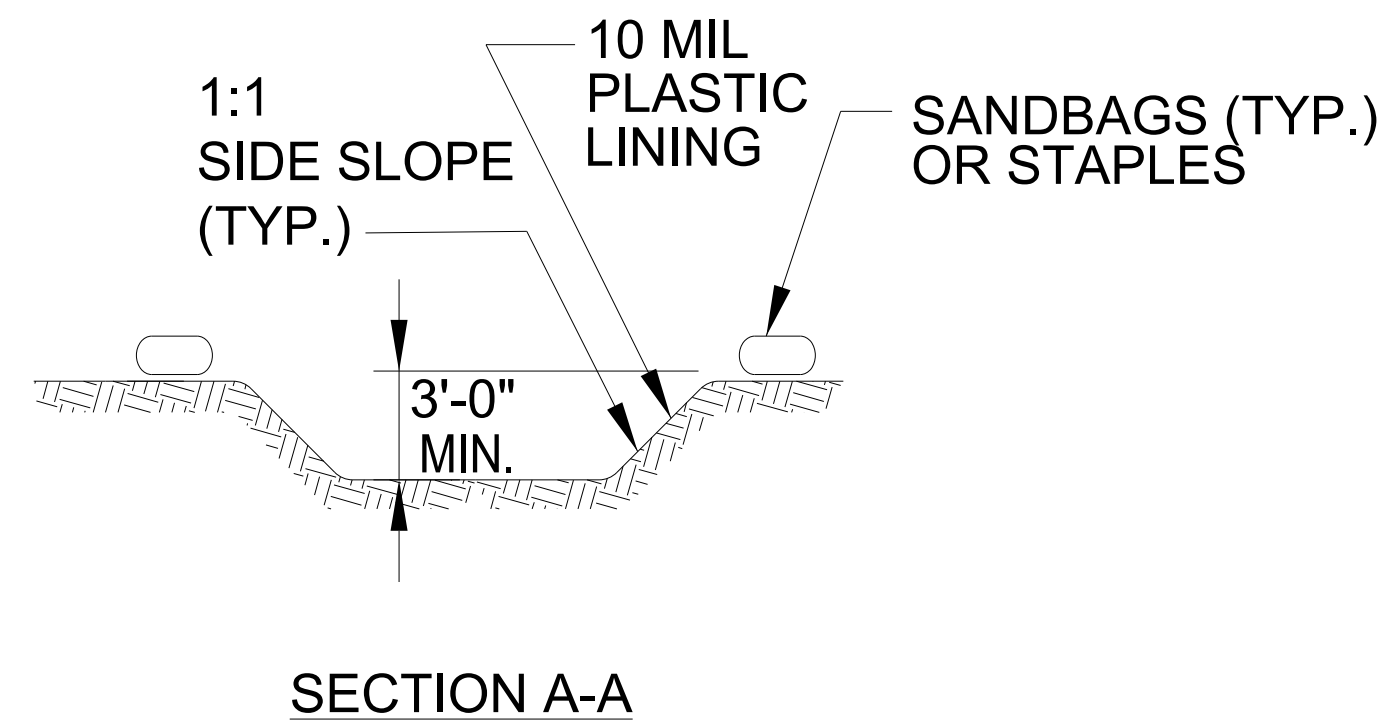 10 MIL
PLASTIC
LINING
1:1
SIDE SLOPE
(TYP.)
SANDBAGS (TYP.)
OR STAPLES
3'-0"
MIN.
SECTION A-A